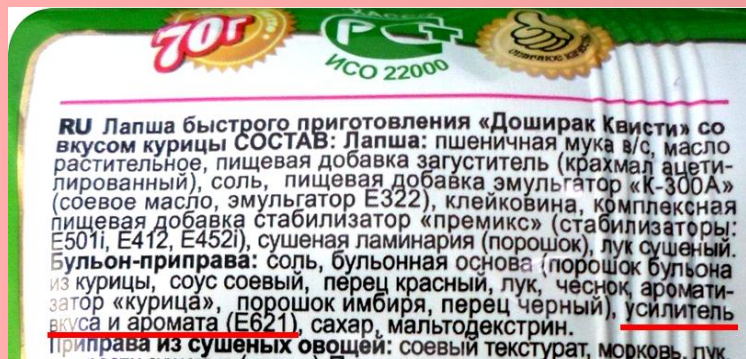 70г
РСТ
ИСО 22000
RU Лапша быстрого приготовления «Доширак Квисти» со
вкусом курицы СОСТАВ: Лапша: пшеничная мука в/с, масло
растительное, пищевая добавка загуститель (крахмал ацети-
лированный), соль, пищевая добавка эмульгатор «К-300А»
(соевое масло, эмульгатор Е322), клейковина, комплексная
пищевая добавка стабилизатор «премикс» (стабилизаторы:
Е501i, Е412, Е452i), сушеная ламинария (порошок), лук сушеный.
Бульон-приправа: соль, бульонная основа (порошок бульона
из курицы, соус соевый, перец красный, лук, чеснок, аромати-
затор «курица», порошок имбиря, перец черный), усилитель
вкуса и аромата (Е621), сахар, мальтодекстрин.
Приправа из сушеных овощей: соевый текстурат, морковь, лук,